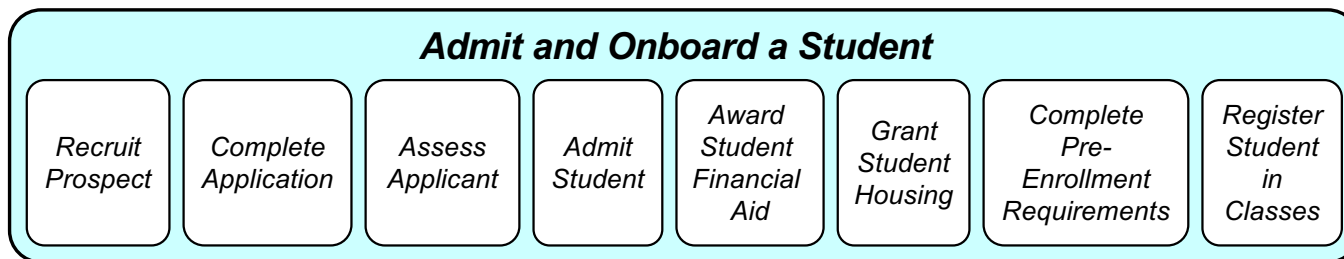 Admit and Onboard a Student
Recruit
Prospect
Complete
Application
Assess
Applicant
Admit
Student
Award
Student
Financial
Aid
Grant
Student
Housing
Complete
Pre-
Enrollment
Requirements
Register
Student
in
Classes